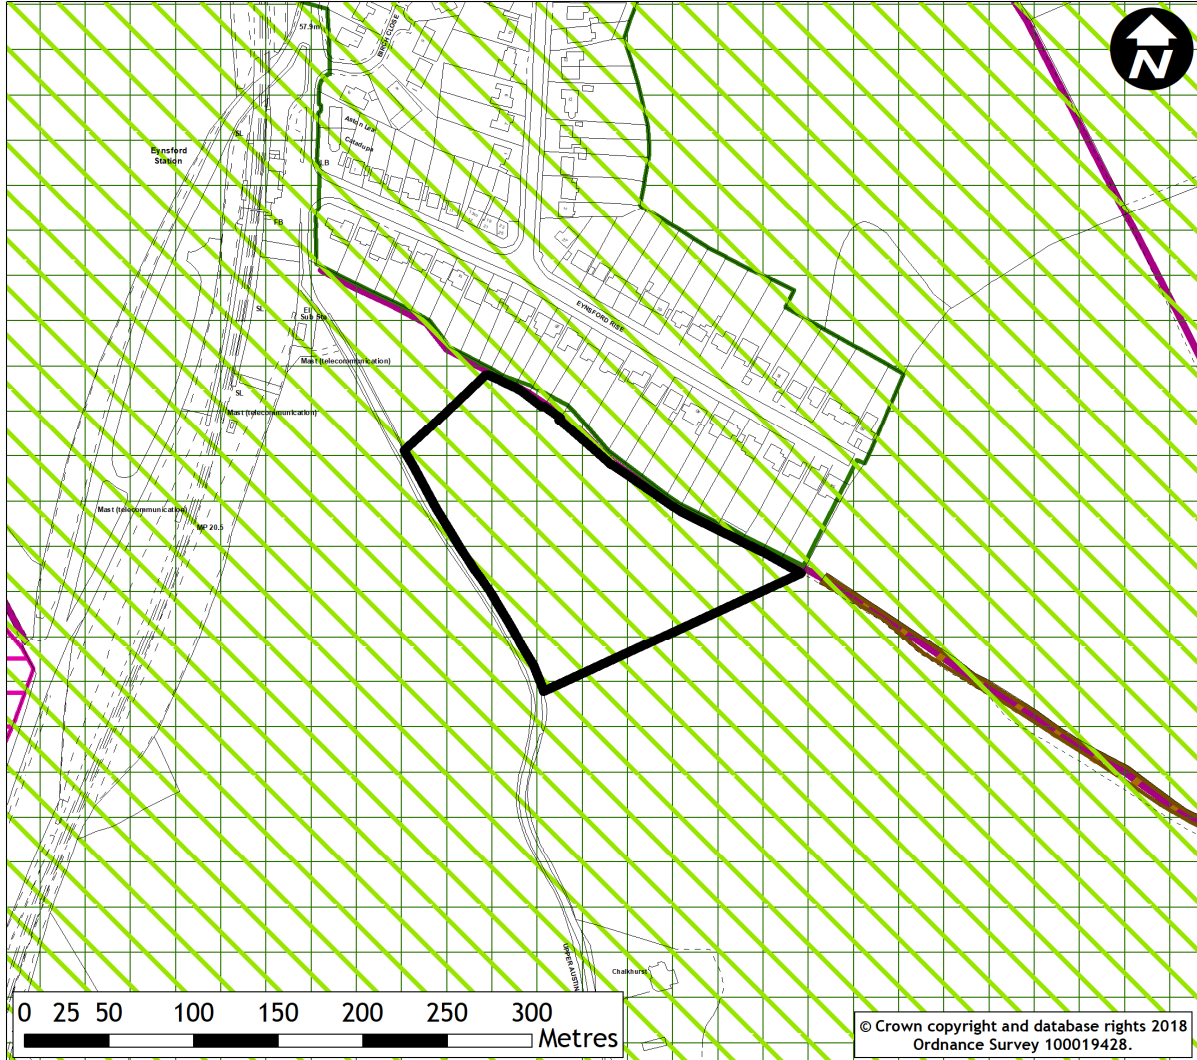 57.9m
BIRCH CLOSE
N
Aston Lea
Catadupa
SL
Eynsford
Station
LB
FB
EYNSFORD RISE
SL
El
Sub Sta
Mast (telecommunication)
SL
Mast (telecommunication)
Mast (telecommunication)
MP 20.5
UPPER AUSTIN
Chalkhurst
0 25 50 100 150 200 250 300
Metres
© Crown copyright and database rights 2018
Ordnance Survey 100019428.